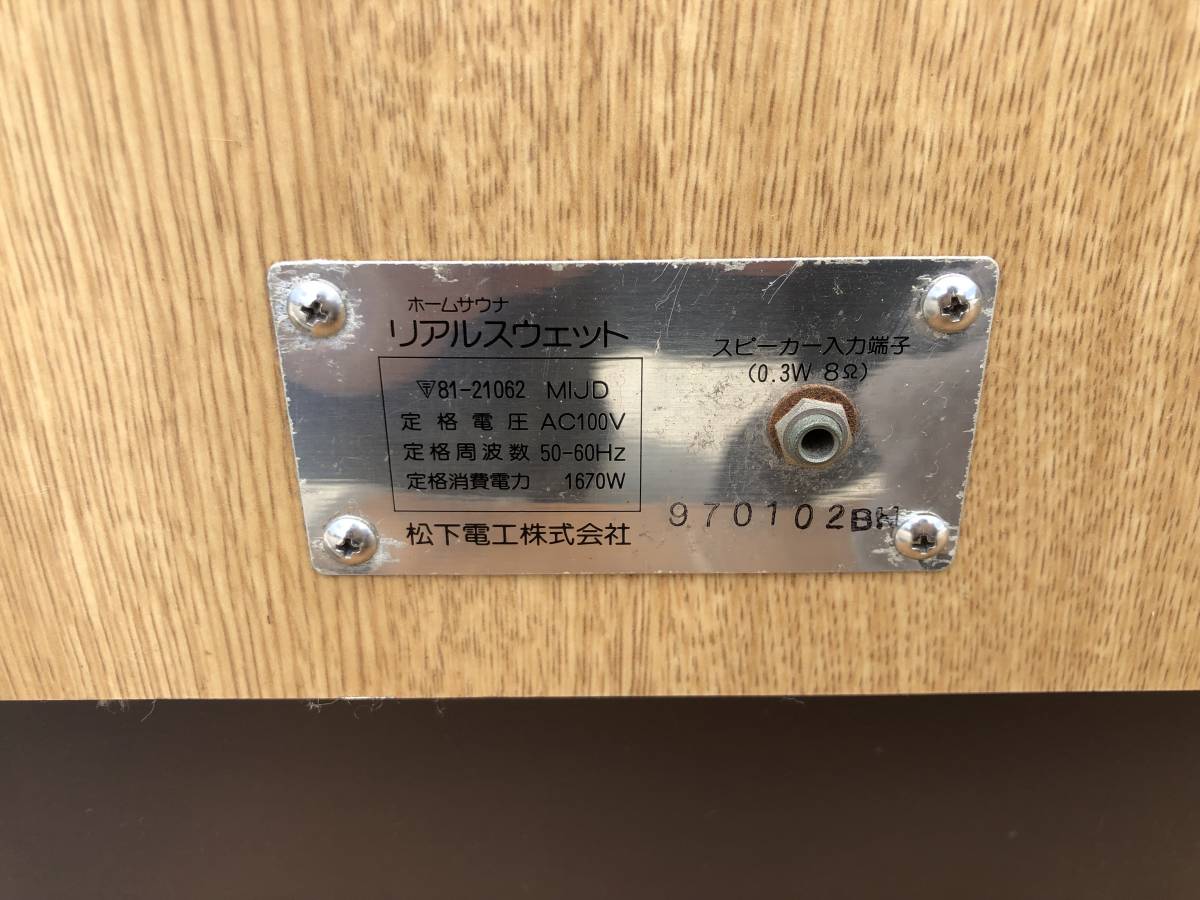 ホームサウナ
リアルスウェット
81-21062 MIJD
定格電圧 AC100V
定格周波数 50-60Hz
定格消費電力 1670W
松下電工株式会社
スピーカー入力端子
(0.3W 8Ω)